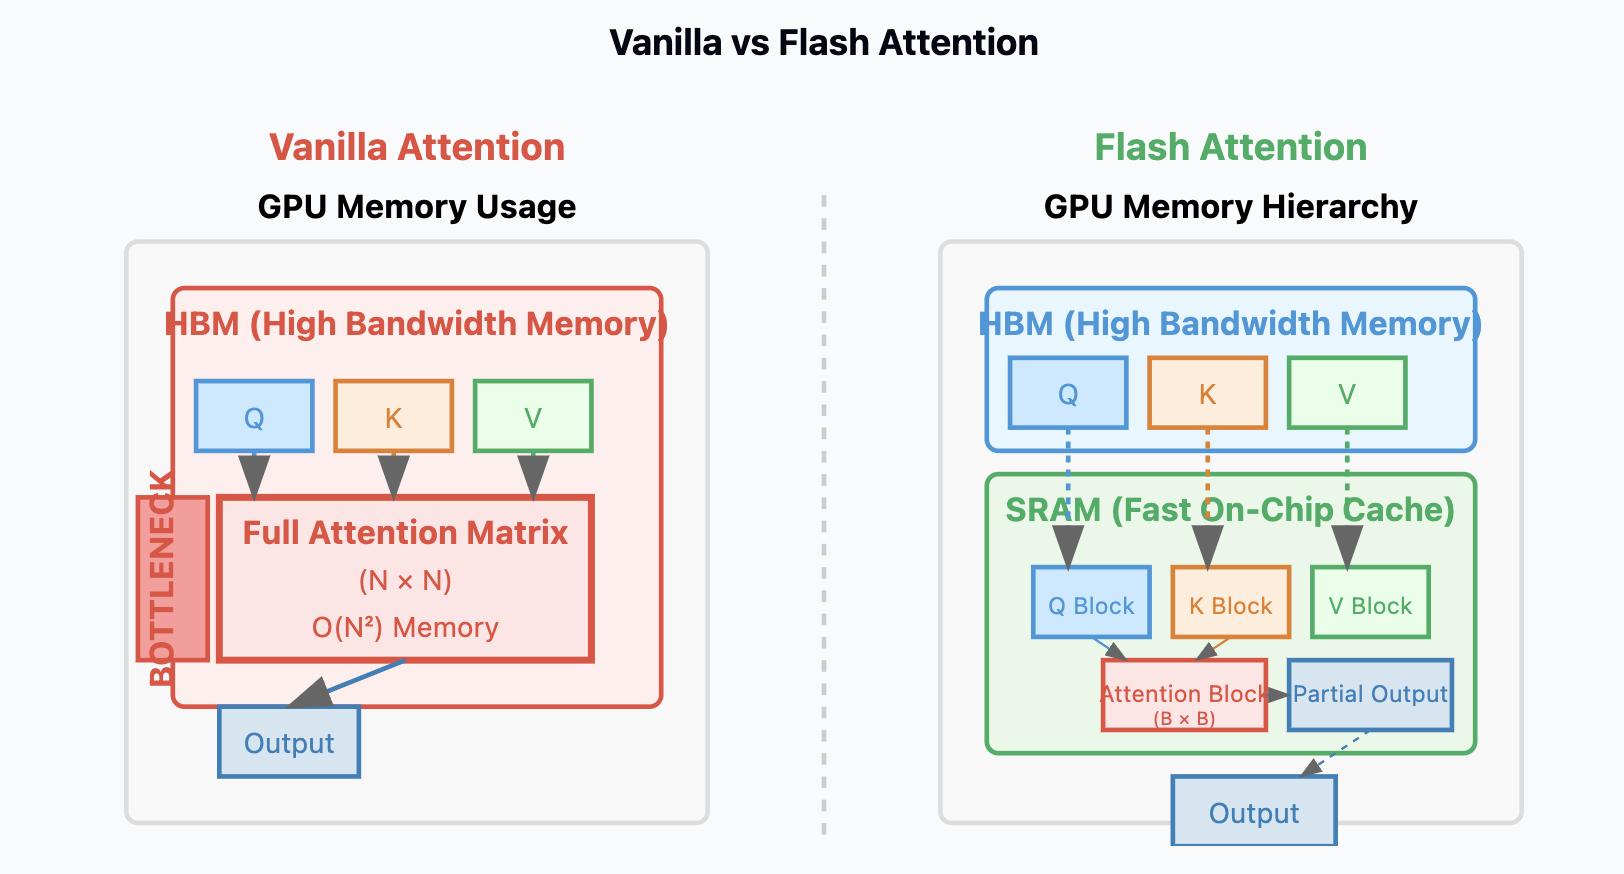 Vanilla vs Flash Attention
Vanilla Attention
GPU Memory Usage
HBM (High Bandwidth Memory)
Q
K
V
BOTTLENECK
Full Attention Matrix
(N × N)
O(N²) Memory
Output
Flash Attention
GPU Memory Hierarchy
HBM (High Bandwidth Memory)
Q
K
V
SRAM (Fast On-Chip Cache)
Q Block
K Block
V Block
Attention Block
(B × B)
Partial Output
Output